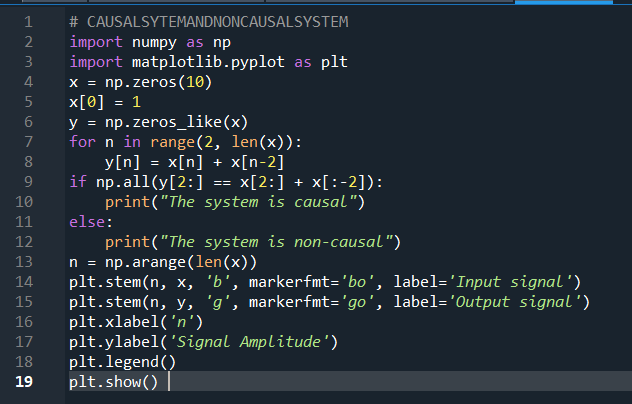 1 # CAUSALSYTEMANDNONCAUSALSYSTEM
2 import numpy as np
3 import matplotlib.pyplot as plt
4 x = np.zeros(10)
5 x[0] = 1
6 y = np.zeros_like(x)
7 for n in range(2, len(x)):
8     y[n] = x[n] + x[n-2]
9 if np.all(y[2:] == x[2:] + x[:-2]):
10     print("The system is causal")
11 else:
12     print("The system is non-causal")
13 n = np.arange(len(x))
14 plt.stem(n, x, 'b', markerfmt='bo', label='Input signal')
15 plt.stem(n, y, 'g', markerfmt='go', label='Output signal')
16 plt.xlabel('n')
17 plt.ylabel('Signal Amplitude')
18 plt.legend()
19 plt.show()